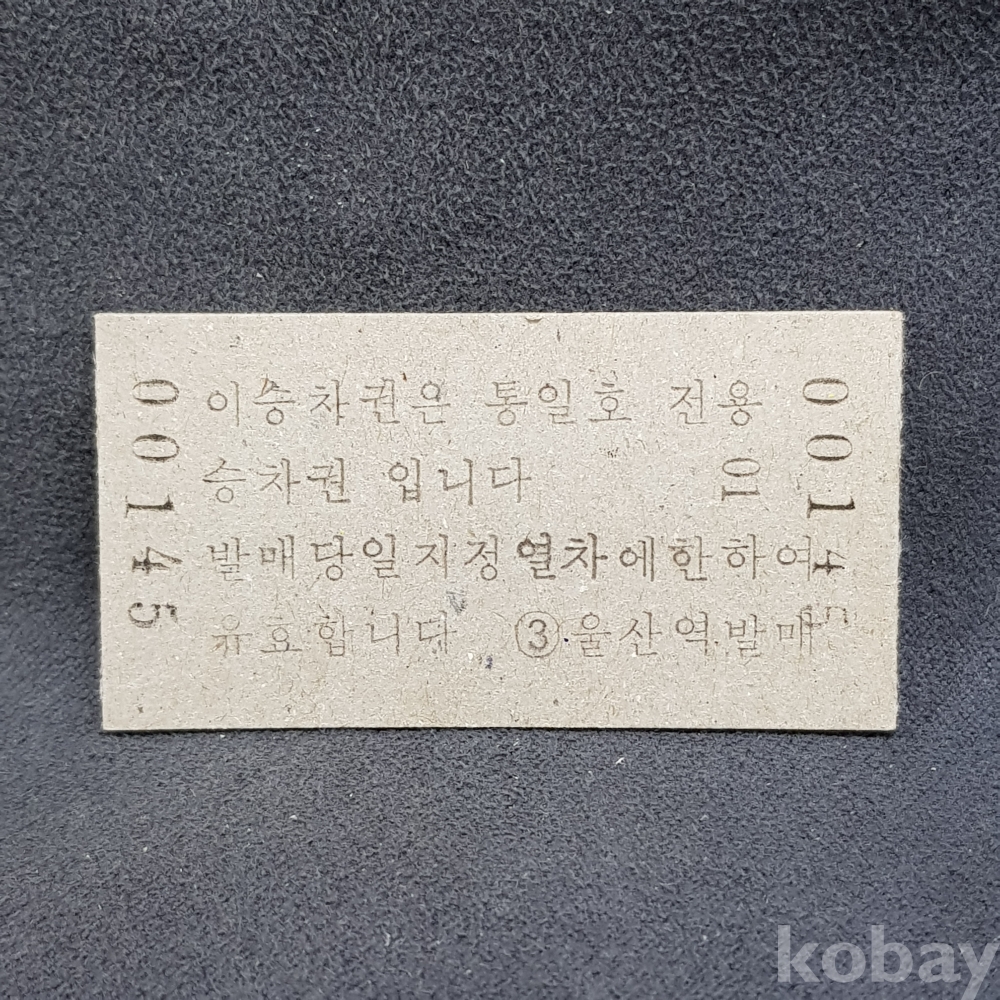 00145
이승차권은 통일호 전용
승차권 입니다 01
발매당일지정열차에한하여
유효합니다 ③울산역발매
00145
kobay